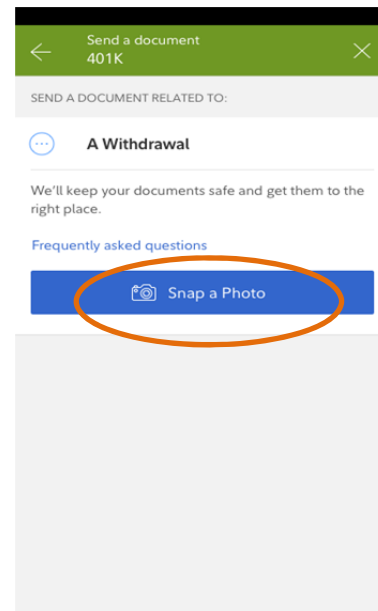 Send a document
401K
SEND A DOCUMENT RELATED TO:
A Withdrawal
We'll keep your documents safe and get them to the
right place.
Frequently asked questions
Snap a Photo